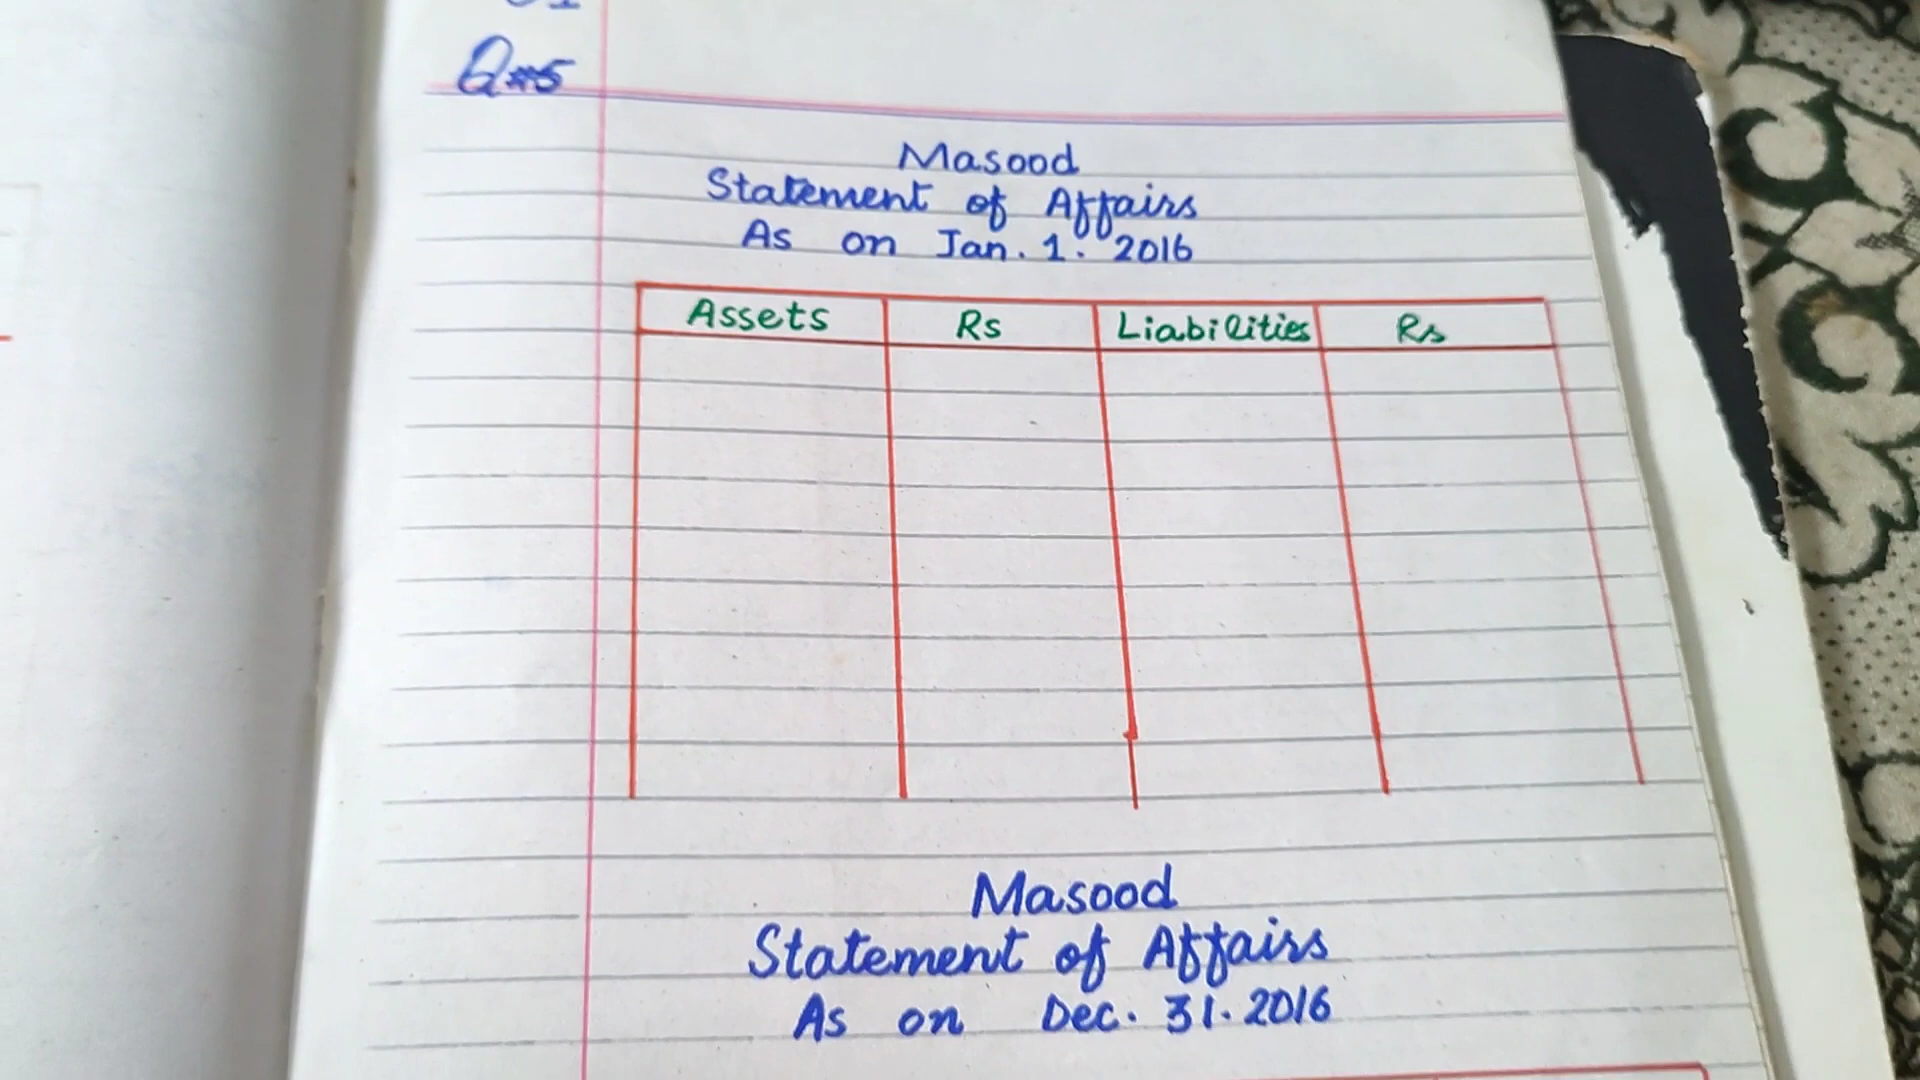 Q#5
Masood
Statement of Affairs
As on Jan. 1. 2016
Assets Rs Liabilities Rs
Masood
Statement of Affairs
As on Dec. 31. 2016